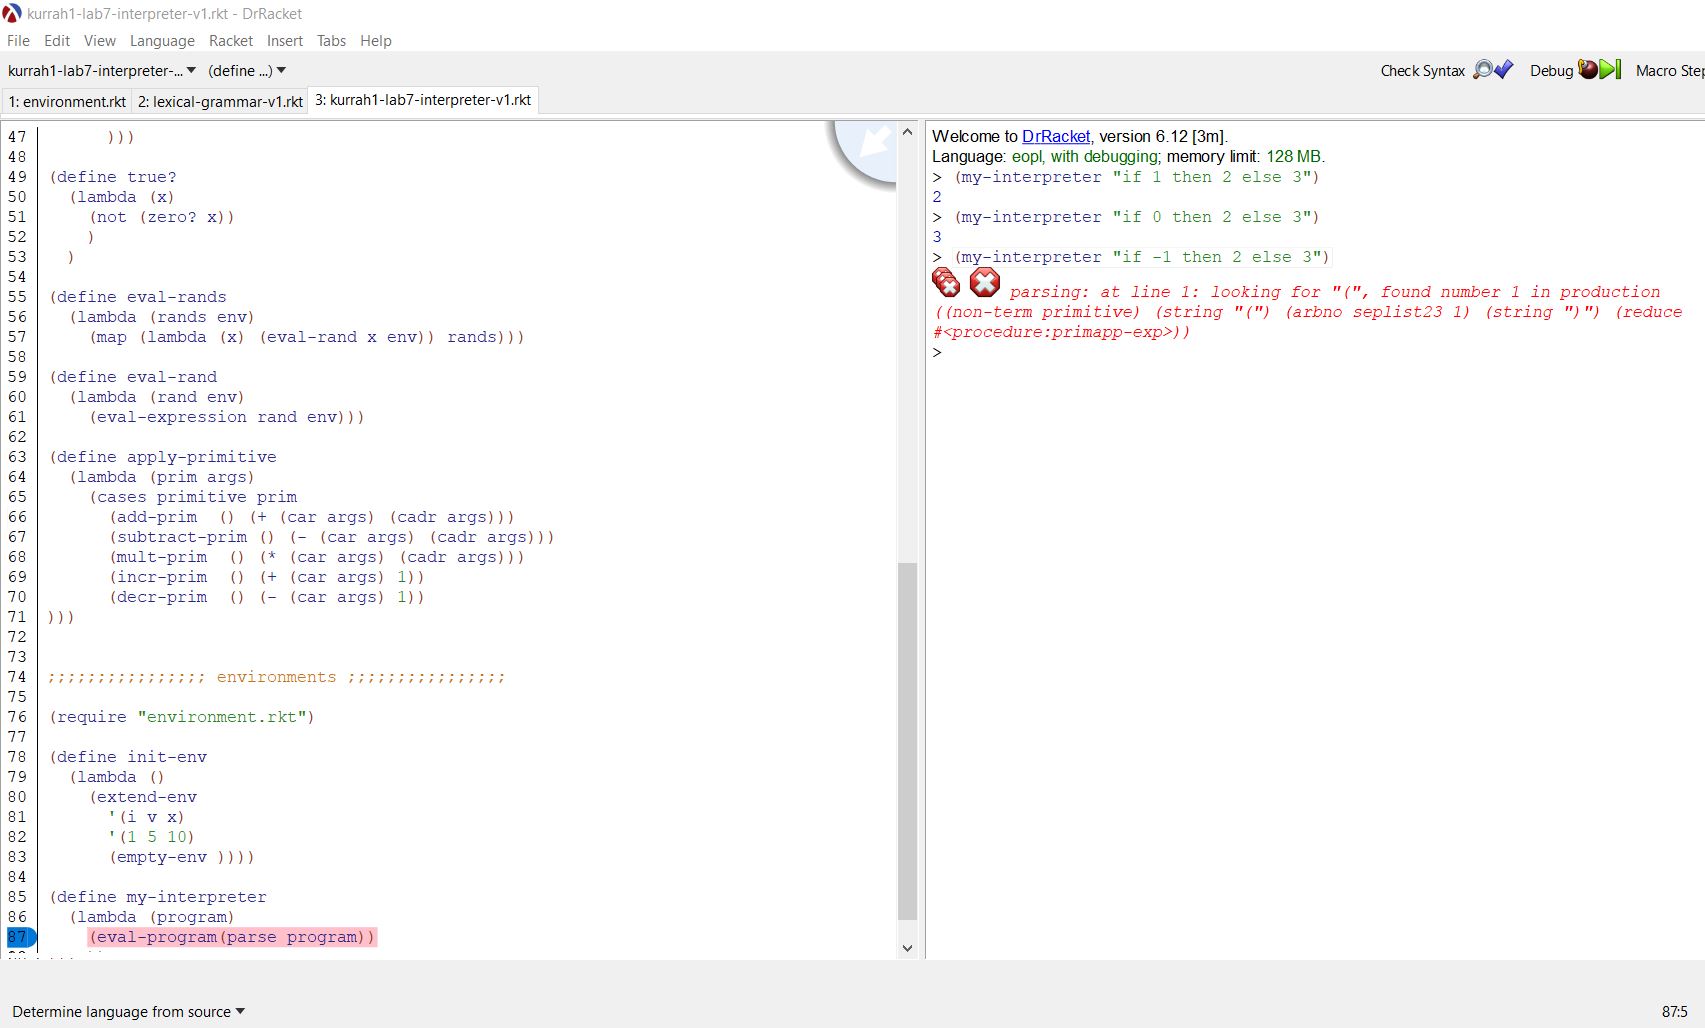 kurrah1-lab7-interpreter-v1.rkt - DrRacket
File Edit View Language Racket Insert Tabs Help
kurrah1-lab7-interpreter-... (define ...) Check Syntax Debug Macro Step
1: environment.rkt 2: lexical-grammar-v1.rkt 3: kurrah1-lab7-interpreter-v1.rkt
47 )))
48
49 (define true?
50 (lambda (x)
51 (not (zero? x))
52 )
53 )
54
55 (define eval-rands
56 (lambda (rands env)
57 (map (lambda (x) (eval-rand x env)) rands)))
58
59 (define eval-rand
60 (lambda (rand env)
61 (eval-expression rand env)))
62
63 (define apply-primitive
64 (lambda (prim args)
65 (cases primitive prim
66 (add-prim () (+ (car args) (cadr args)))
67 (subtract-prim () (- (car args) (cadr args)))
68 (mult-prim () (* (car args) (cadr args)))
69 (incr-prim () (+ (car args) 1))
70 (decr-prim () (- (car args) 1))
71 )))
72
73
74 ;;;;;;;;;;;;;;;; environments ;;;;;;;;;;;;;;;;
75
76 (require "environment.rkt")
77
78 (define init-env
79 (lambda ()
80 (extend-env
81 '(i v x)
82 '(1 5 10)
83 (empty-env ))))
84
85 (define my-interpreter
86 (lambda (program)
87 (eval-program(parse program))
Welcome to DrRacket, version 6.12 [3m].
Language: eopl, with debugging; memory limit: 128 MB.
> (my-interpreter "if 1 then 2 else 3")
2
> (my-interpreter "if 0 then 2 else 3")
3
> (my-interpreter "if -1 then 2 else 3")
parsing: at line 1: looking for "(", found number 1 in production
((non-term primitive) (string "(") (arbno seplist23 1) (string ")") (reduce
#<procedure:primapp-exp>))
>
Determine language from source 87:5